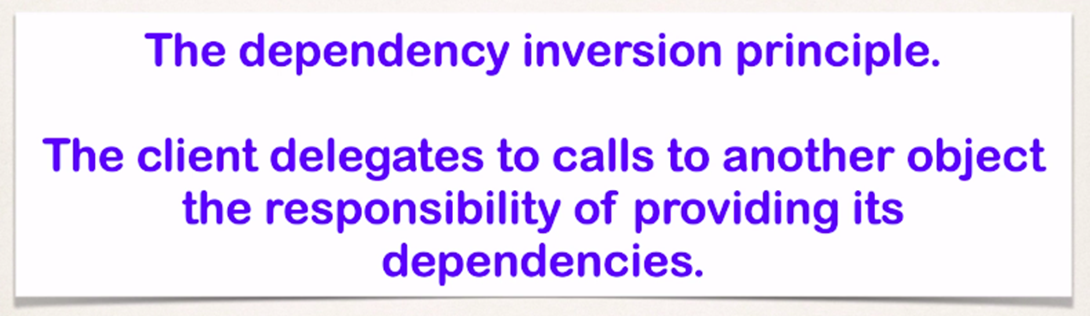 The dependency inversion principle.
The client delegates to calls to another object
the responsibility of providing its
dependencies.